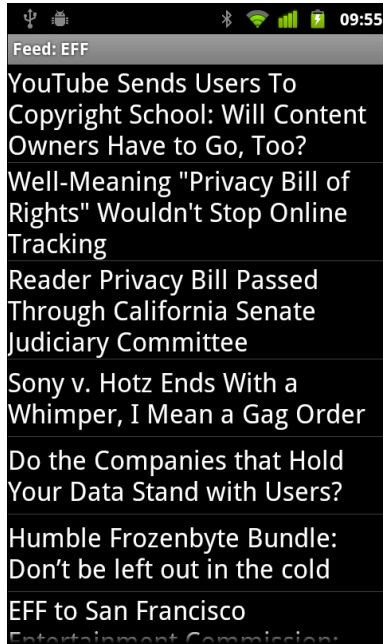 09:55
Feed: EFF
YouTube Sends Users To
Copyright School: Will Content
Owners Have to Go, Too?
Well-Meaning "Privacy Bill of
Rights" Wouldn't Stop Online
Tracking
Reader Privacy Bill Passed
Through California Senate
Judiciary Committee
Sony v. Hotz Ends With a
Whimper, I Mean a Gag Order
Do the Companies that Hold
Your Data Stand with Users?
Humble Frozenbyte Bundle:
Don’t be left out in the cold
EFF to San Francisco
Entertainment Commission: